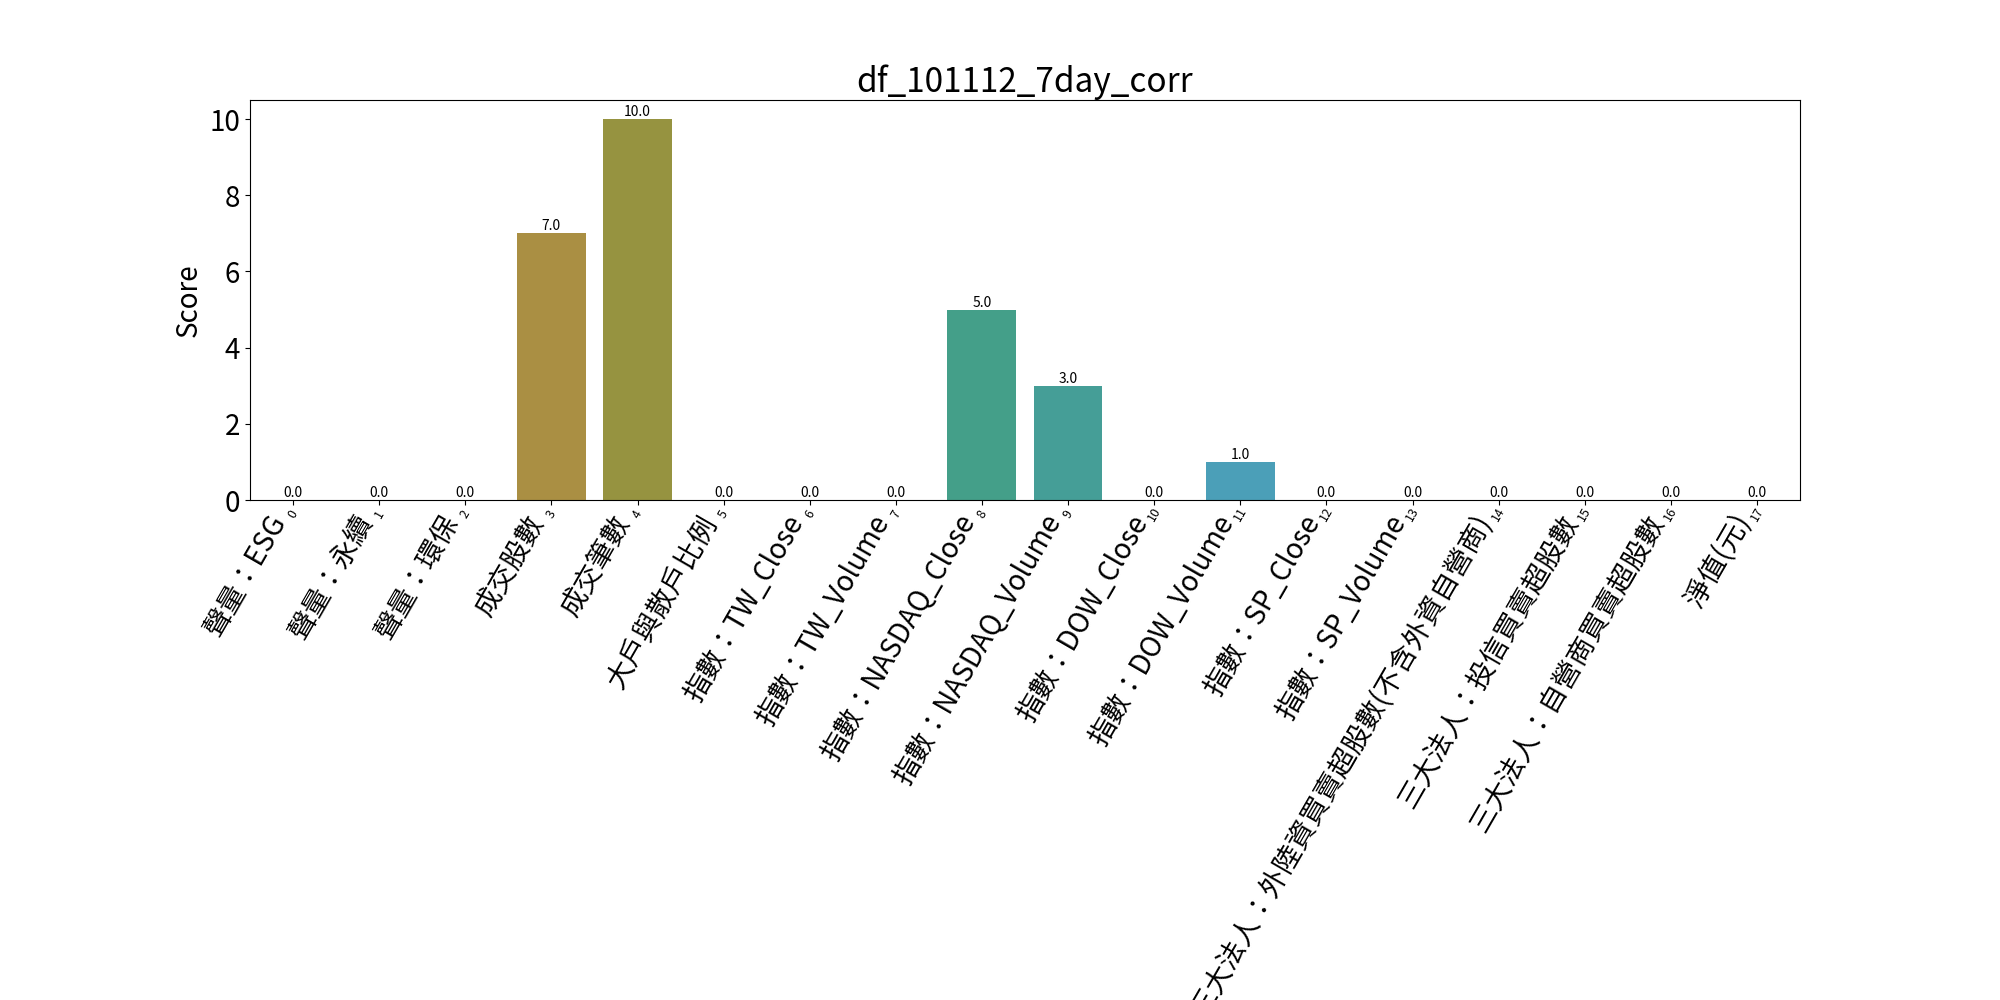 df_101112_7day_corr
Score
10
8
6
4
2
0
0.0
0.0
0.0
7.0
10.0
0.0
0.0
0.0
5.0
3.0
0.0
1.0
0.0
0.0
0.0
0.0
0.0
0.0
0
1
2
3
4
5
6
7
8
9
10
11
12
13
14
15
16
17
聲量：ESG
聲量：永續
聲量：環保
成交股數
成交筆數
大戶與散戶比例
指數：TW_Close
指數：TW_Volume
指數：NASDAQ_Close
指數：NASDAQ_Volume
指數：DOW_Close
指數：DOW_Volume
指數：SP_Close
指數：SP_Volume
三大法人：外陸資買賣超股數(不含外資自營商)
三大法人：投信買賣超股數
三大法人：自營商買賣超股數
淨值(元)